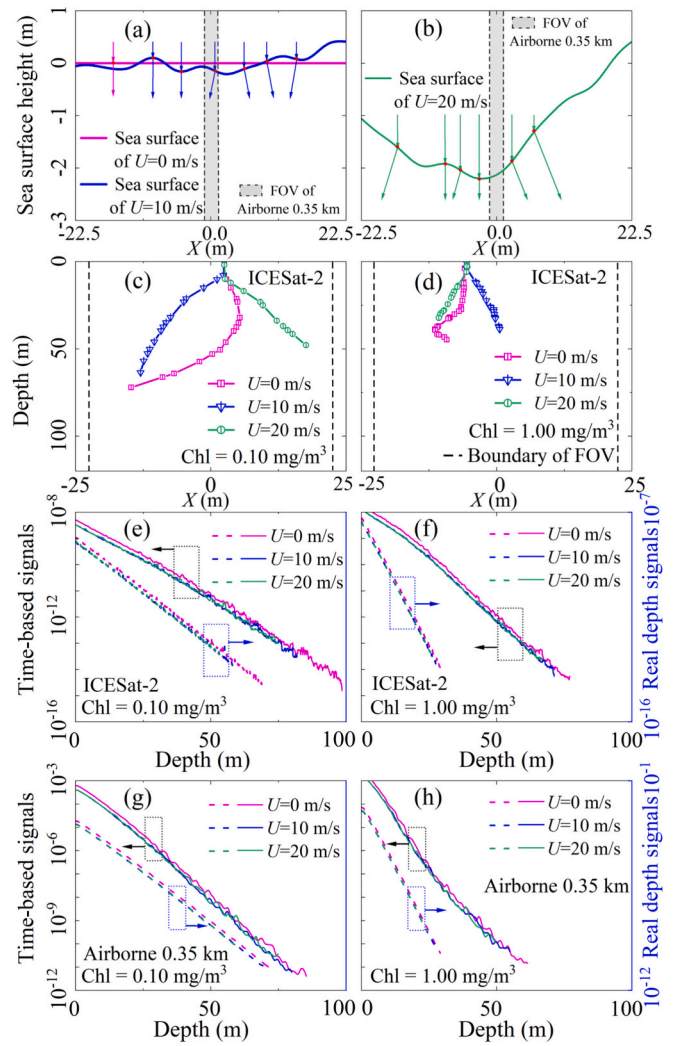 Sea surface height (m)
1
0
-1
-2
-3
(a)
Sea surface
of U=0 m/s
Sea surface
of U=10 m/s
FOV of
Airborne 0.35 km
-22.5
0.0
22.5
X (m)
(b)
FOV of
Airborne 0.35 km
Sea surface
of U=20 m/s
-22.5
0.0
22.5
X (m)
Depth (m)
0
50
100
(c)
ICESat-2
U=0 m/s
U=10 m/s
U=20 m/s
Chl = 0.10 mg/m³
-25
0
25
X (m)
(d)
ICESat-2
U=0 m/s
U=10 m/s
U=20 m/s
Chl = 1.00 mg/m³
Boundary of FOV
-25
0
25
X (m)
Time-based signals
10⁻⁸
10⁻¹²
10⁻¹⁶
(e)
U=0 m/s
U=10 m/s
U=20 m/s
ICESat-2
Chl = 0.10 mg/m³
0
50
100
Depth (m)
(f)
U=0 m/s
U=10 m/s
U=20 m/s
ICESat-2
Chl = 1.00 mg/m³
0
50
100
Depth (m)
10⁻⁷
10⁻¹⁶
Real depth signals
Time-based signals
10⁻³
10⁻⁶
10⁻⁹
10⁻¹²
(g)
U=0 m/s
U=10 m/s
U=20 m/s
Airborne 0.35 km
Chl = 0.10 mg/m³
0
50
100
Depth (m)
(h)
U=0 m/s
U=10 m/s
U=20 m/s
Airborne 0.35 km
Chl = 1.00 mg/m³
0
50
100
Depth (m)
10⁻¹
10⁻¹²
Real depth signals